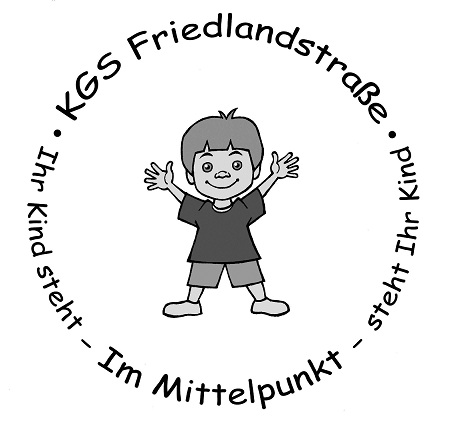 • KGS Friedlandstraße •
Ihr Kind steht – Im Mittelpunkt – steht Ihr Kind